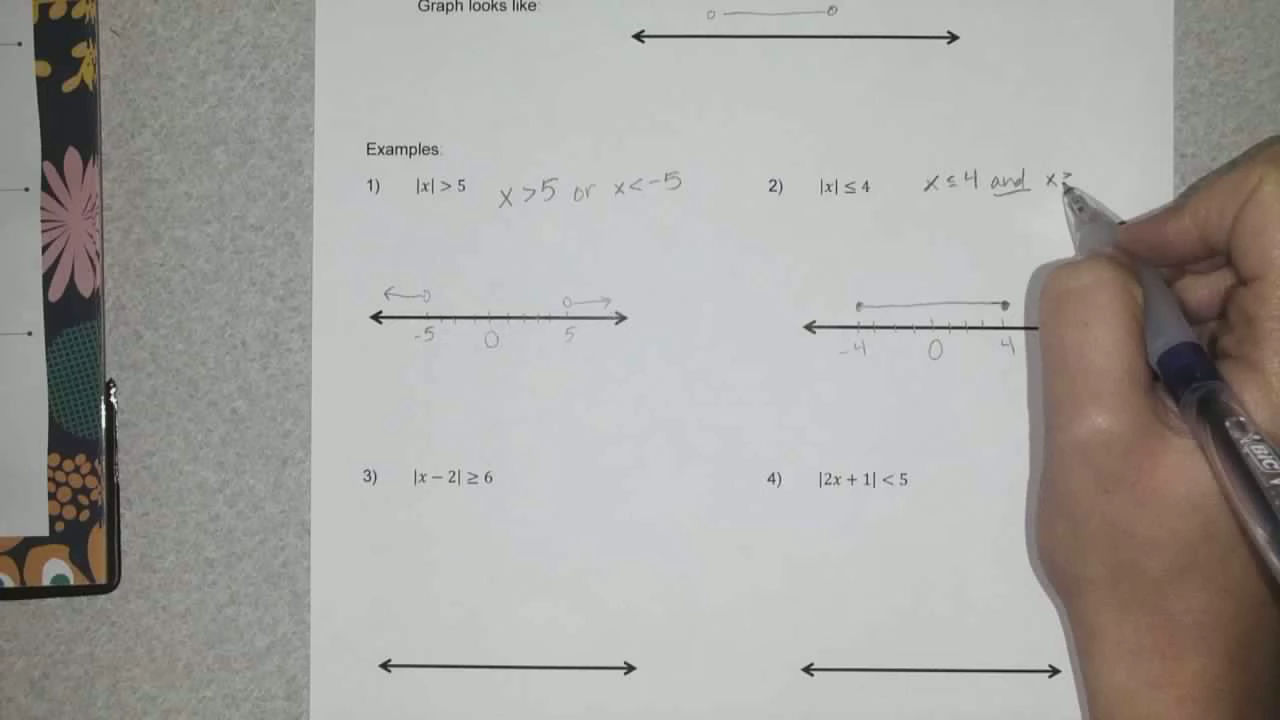 Graph looks like:
Examples:
1) |x| > 5 x > 5 or x < -5
2) |x| ≤ 4 x ≤ 4 and x ≥
-5 0 5
-4 0 4
3) |x − 2| ≥ 6
4) |2x + 1| < 5
BIC